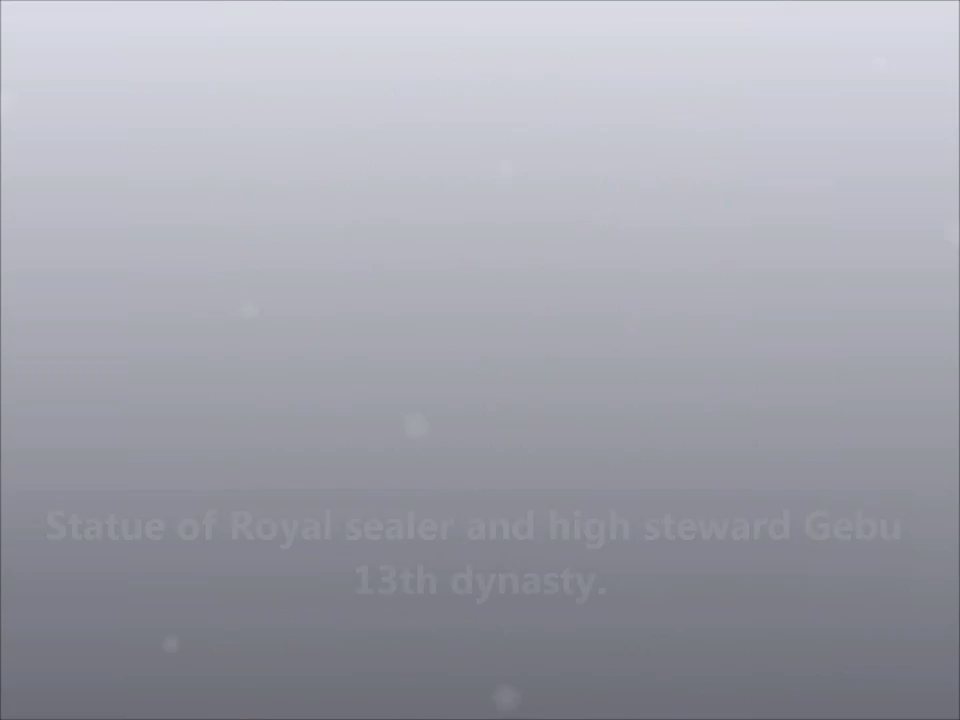 Statue of Royal sealer and high steward Gebu
13th dynasty.